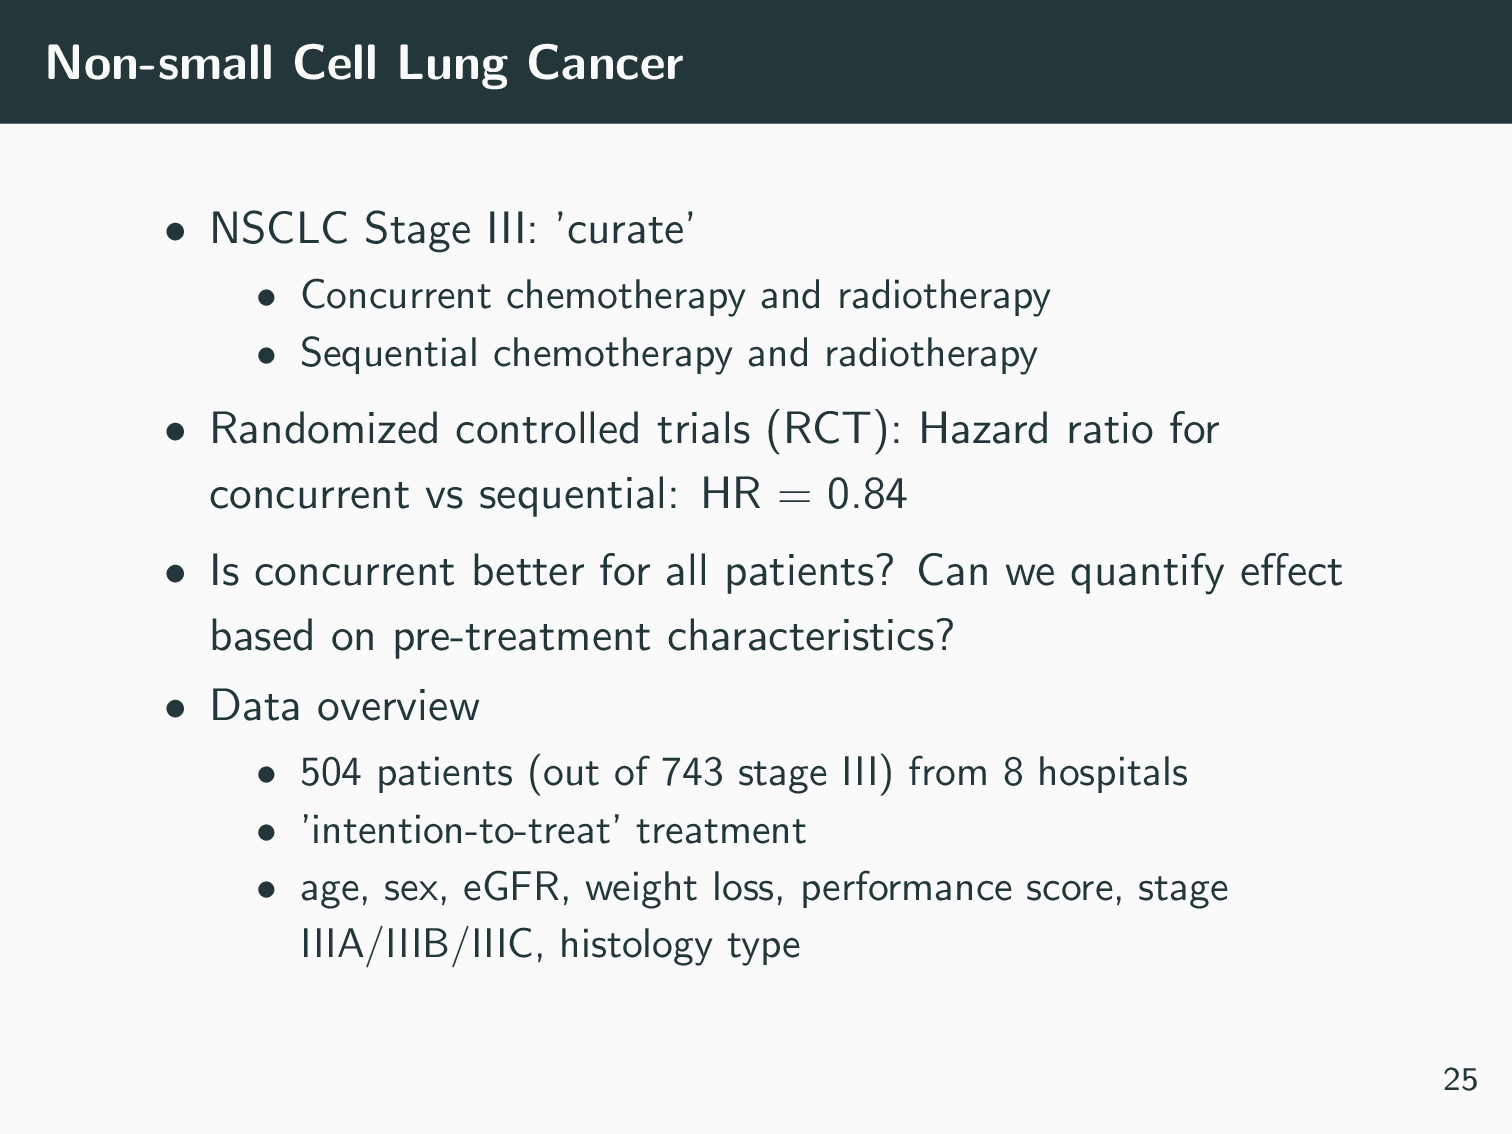 Non-small Cell Lung Cancer
• NSCLC Stage III: 'curate'
• Concurrent chemotherapy and radiotherapy
• Sequential chemotherapy and radiotherapy
• Randomized controlled trials (RCT): Hazard ratio for
concurrent vs sequential: HR = 0.84
• Is concurrent better for all patients? Can we quantify effect
based on pre-treatment characteristics?
• Data overview
• 504 patients (out of 743 stage III) from 8 hospitals
• 'intention-to-treat' treatment
• age, sex, eGFR, weight loss, performance score, stage
IIIA/IIIB/IIIC, histology type
25